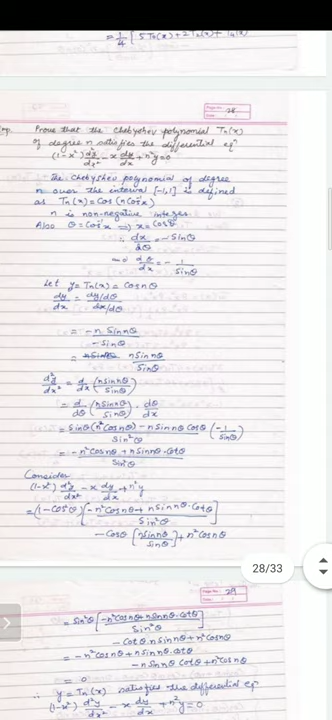 = 1/4 [5T₀(x) + 2T₂(x) + T₄(x)
28
Prove that the Chebyshev polynomial Tn(x)
of degree n satisfies the differential eqⁿ
(1-x²) d²y/dx² - x dy/dx + n²y = 0
The Chebyshev polynomial of degree
n over the interval [-1,1] is defined
as Tn(x) = cos (n cos⁻¹x)
n is non-negative integer
Also θ = cos⁻¹x ⇒ x = cosθ
∴ dx/dθ = -sinθ
⇒ dθ/dx = - 1/sinθ
Let y = Tn(x) = cos nθ
dy/dx = (dy/dθ)/(dx/dθ)
= -n sin nθ / -sinθ
= n sin nθ / sinθ
d²y/dx² = d/dx (n sin nθ / sinθ)
= d/dθ (n sin nθ / sinθ) · dθ/dx
= sinθ(n² cos nθ) - n sin nθ cosθ / sin²θ (-1/sinθ)
= -n² cos nθ + n sin nθ · cotθ / sin²θ
Consider
(1-x²) d²y/dx² - x dy/dx + n²y
= (1-cos²θ) [-n² cos nθ + n sin nθ · cotθ / sin²θ]
- cosθ [n sin nθ / sinθ] + n² cos nθ
28/33
29
= sin²θ [-n² cos nθ + n sin nθ · cotθ / sin²θ]
- cotθ · n sin nθ + n² cos nθ
= -n² cos nθ + n sin nθ · cotθ
- n sin nθ cotθ + n² cos nθ
= 0
∴ y = Tn(x) satisfies the differential eqⁿ
(1-x²) d²y/dx² - x dy/dx + n²y = 0